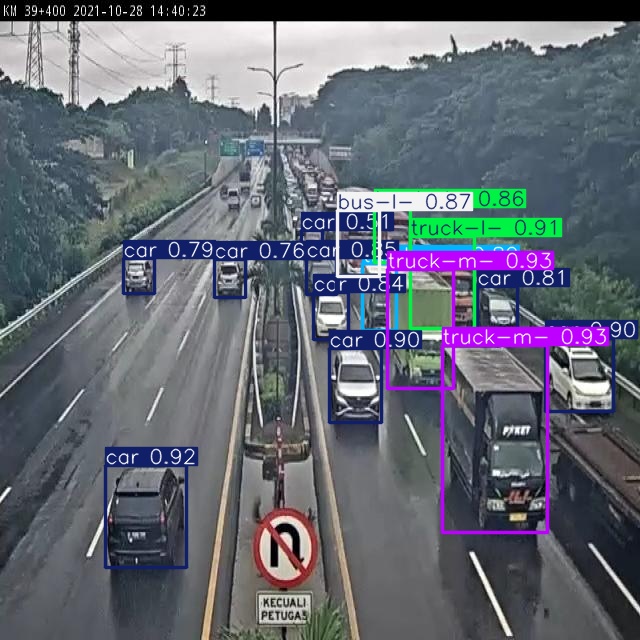 KM 39+400 2021-10-28 14:40:23
bus-l- 0.87
0.86
car 0.51
truck-l- 0.91
car 0.79
car 0.76
truck-m- 0.93
car 0.84
car 0.81
car 0.90
truck-m- 0.93
0.90
car 0.92
KECUALI
PETUGAS